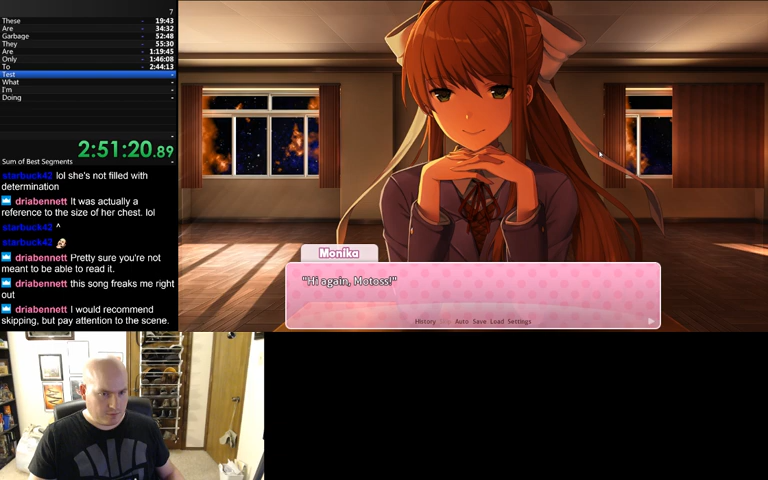 7
These - 19:43
Are - 34:32
Garbage - 52:48
They - 55:30
Are - 1:19:45
Only - 1:46:08
To - 2:44:13
Test -
What -
I'm -
Doing -
-
2:51:20.89
Sum of Best Segments -
starbuck42 lol she's not filled with
determination
driabennett It was actually a
reference to the size of her chest. lol
starbuck42 ^
starbuck42
driabennett Pretty sure you're not
meant to be able to read it.
driabennett this song freaks me right
out
driabennett I would recommend
skipping, but pay attention to the scene.
Monika
"Hi again, Motoss!"
History Skip Auto Save Load Settings